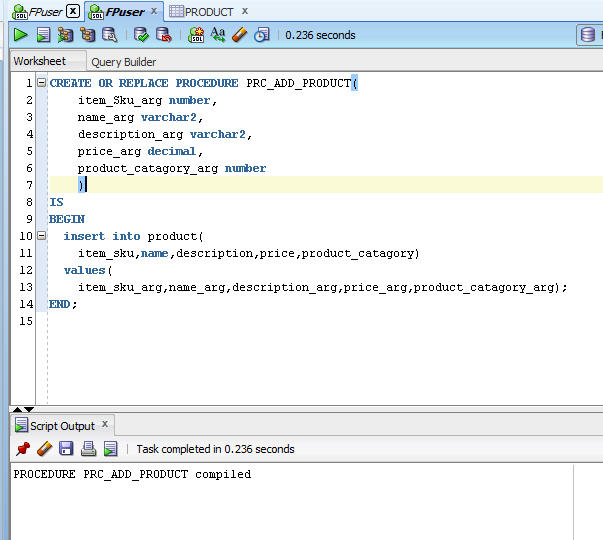 FPuser x FPuser x PRODUCT x
SQL SQL Aa 0.236 seconds
Worksheet Query Builder
1 CREATE OR REPLACE PROCEDURE PRC_ADD_PRODUCT(
2 item_Sku_arg number,
3 name_arg varchar2,
4 description_arg varchar2,
5 price_arg decimal,
6 product_catagory_arg number
7 )
8 IS
9 BEGIN
10 insert into product(
11 item_sku,name,description,price,product_catagory)
12 values(
13 item_sku_arg,name_arg,description_arg,price_arg,product_catagory_arg);
14 END;
15
Script Output x
Task completed in 0.236 seconds
PROCEDURE PRC_ADD_PRODUCT compiled